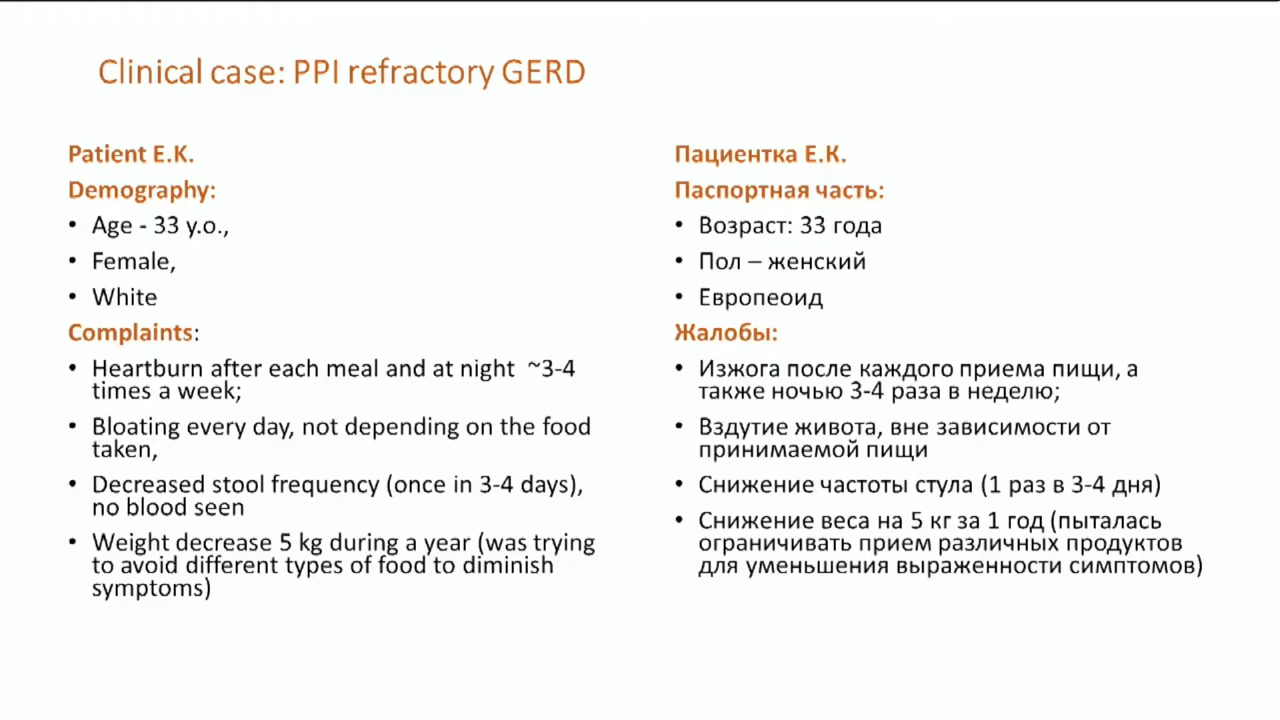 Clinical case: PPI refractory GERD
Patient E.K.
Demography:
• Age - 33 y.o.,
• Female,
• White
Complaints:
• Heartburn after each meal and at night ~3-4
times a week;
• Bloating every day, not depending on the food
taken,
• Decreased stool frequency (once in 3-4 days),
no blood seen
• Weight decrease 5 kg during a year (was trying
to avoid different types of food to diminish
symptoms)
Пациентка Е.К.
Паспортная часть:
• Возраст: 33 года
• Пол – женский
• Европеоид
Жалобы:
• Изжога после каждого приема пищи, а
также ночью 3-4 раза в неделю;
• Вздутие живота, вне зависимости от
принимаемой пищи
• Снижение частоты стула (1 раз в 3-4 дня)
• Снижение веса на 5 кг за 1 год (пыталась
ограничивать прием различных продуктов
для уменьшения выраженности симптомов)